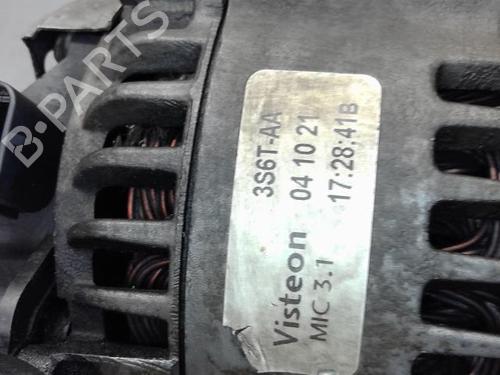 3S6T-AA
Visteon 04 10 21
MIC 3.1 17:28:41B
B-PARTS